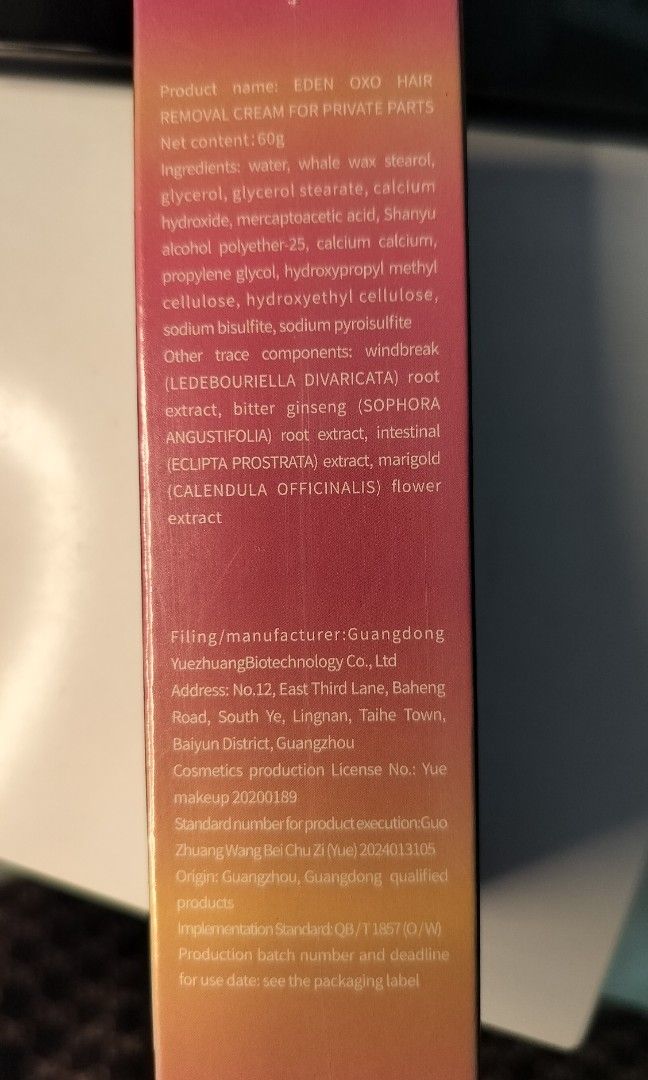 Product name: EDEN OXO HAIR
REMOVAL CREAM FOR PRIVATE PARTS
Net content: 60g
Ingredients: water, whale wax stearol,
glycerol, glycerol stearate, calcium
hydroxide, mercaptoacetic acid, Shanyu
alcohol polyether-25, calcium calcium,
propylene glycol, hydroxypropyl methyl
cellulose, hydroxyethyl cellulose,
sodium bisulfite, sodium pyroisulfite
Other trace components: windbreak
(LEDEBOURIELLA DIVARICATA) root
extract, bitter ginseng (SOPHORA
ANGUSTIFOLIA) root extract, intestinal
(ECLIPTA PROSTRATA) extract, marigold
(CALENDULA OFFICINALIS) flower
extract
Filing/manufacturer:Guangdong
YuezhuangBiotechnology Co., Ltd
Address: No.12, East Third Lane, Baheng
Road, South Ye, Lingnan, Taihe Town,
Baiyun District, Guangzhou
Cosmetics production License No.: Yue
makeup 20200189
Standard number for product execution:Guo
Zhuang Wang Bei Chu Zi (Yue) 2024013105
Origin: Guangzhou, Guangdong qualified
products
Implementation Standard: QB/T 1857 (O/W)
Production batch number and deadline
for use date: see the packaging label